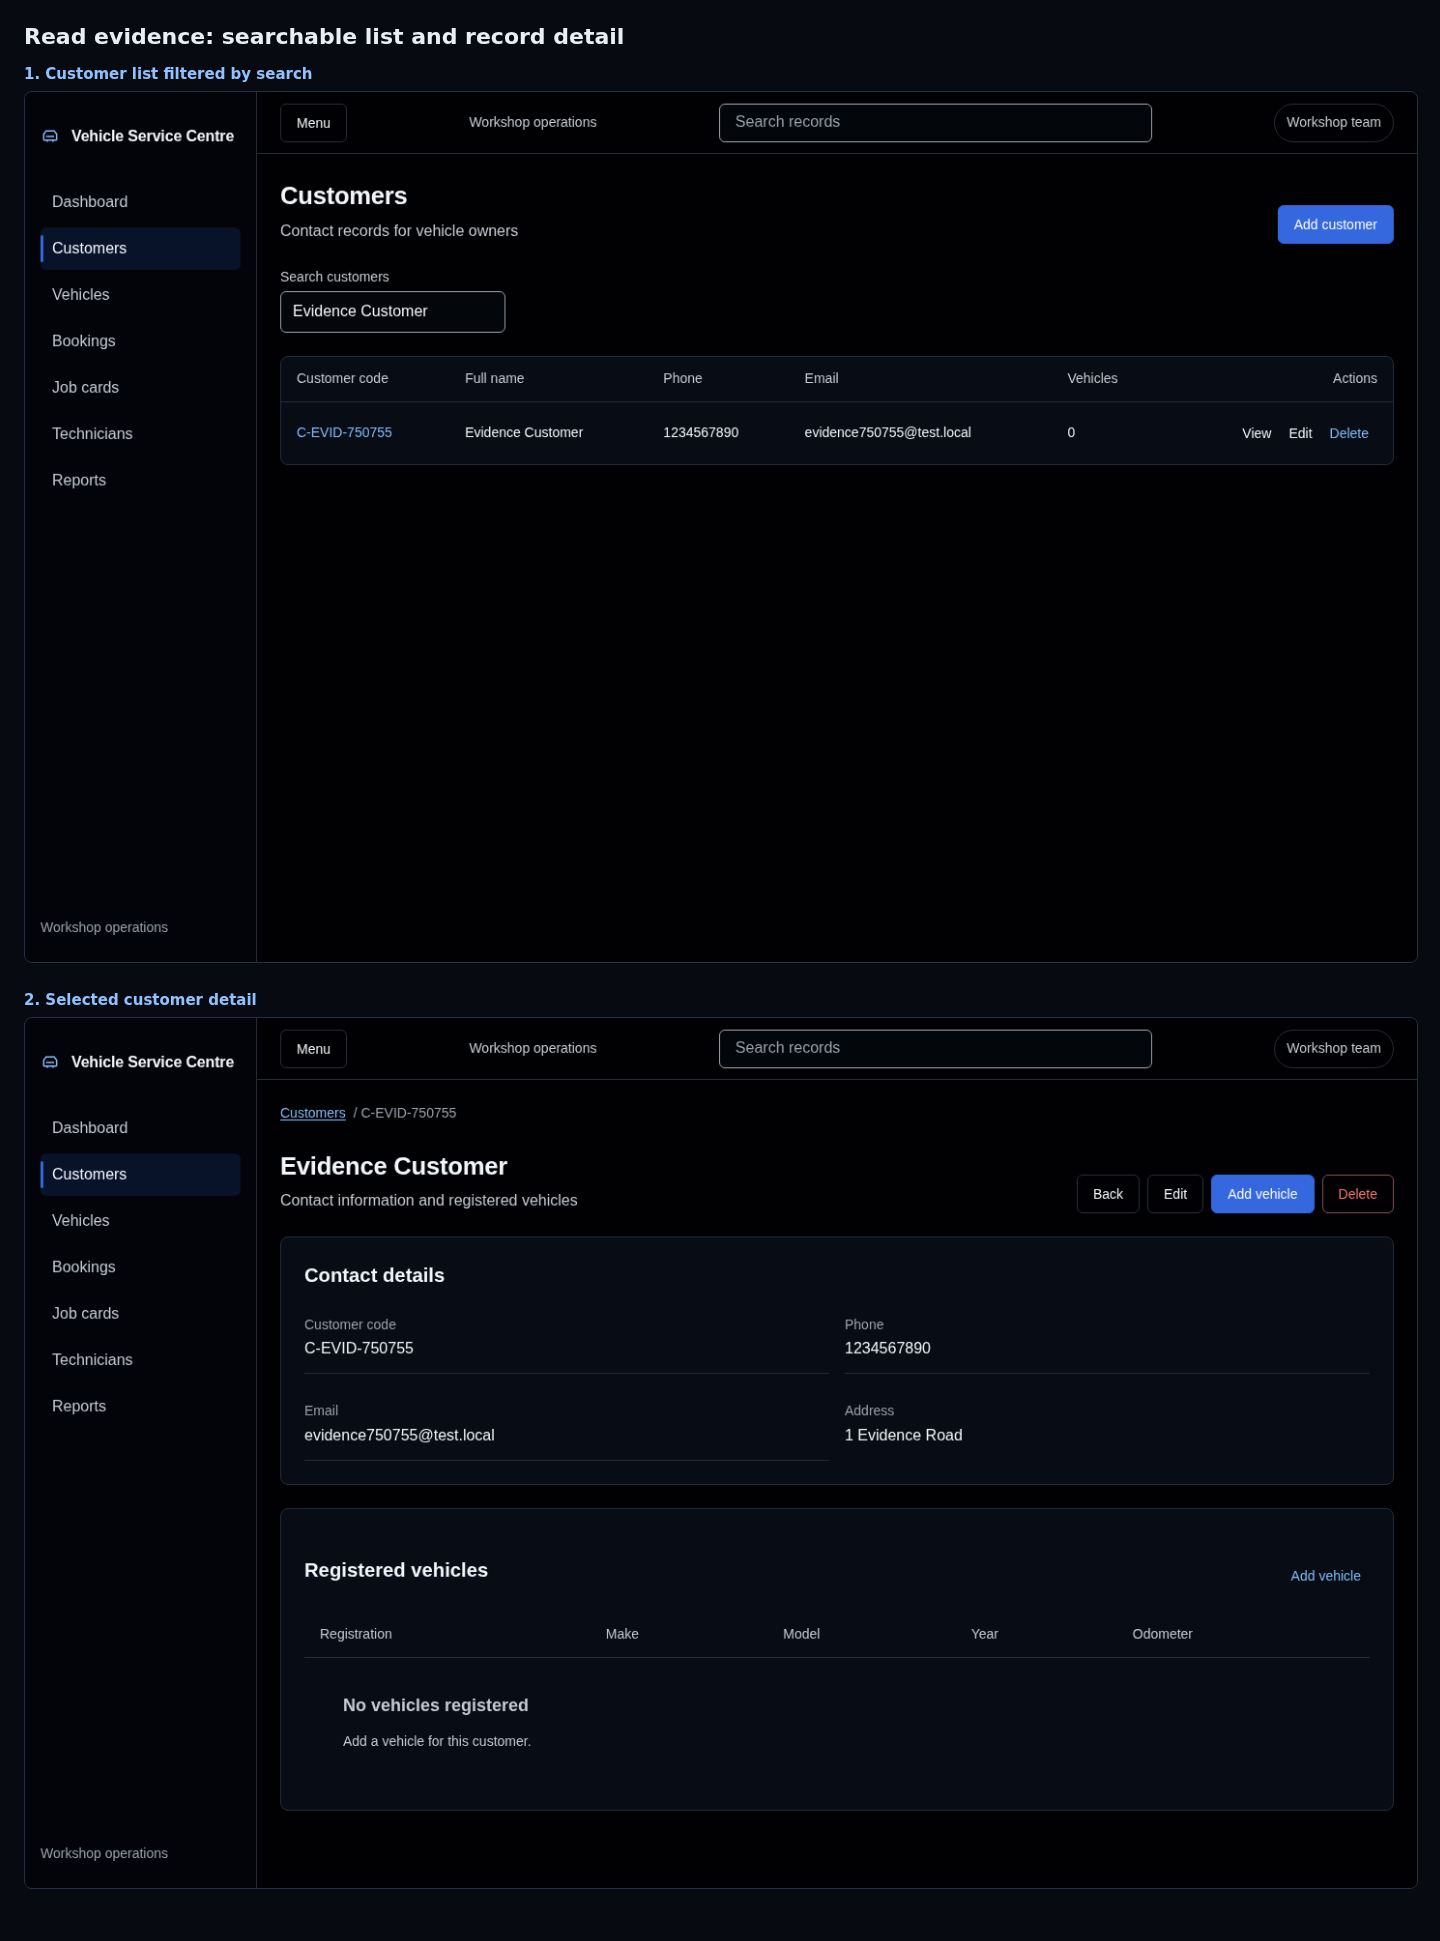 Read evidence: searchable list and record detail
1. Customer list filtered by search
Vehicle Service Centre
Dashboard
Customers
Vehicles
Bookings
Job cards
Technicians
Reports
Workshop operations
Menu
Workshop operations
Search records
Workshop team
Customers
Contact records for vehicle owners
Add customer
Search customers
Evidence Customer
Customer code Full name Phone Email Vehicles Actions
C-EVID-750755 Evidence Customer 1234567890 evidence750755@test.local 0 View Edit Delete
2. Selected customer detail
Vehicle Service Centre
Dashboard
Customers
Vehicles
Bookings
Job cards
Technicians
Reports
Workshop operations
Menu
Workshop operations
Search records
Workshop team
Customers / C-EVID-750755
Evidence Customer
Contact information and registered vehicles
Back Edit Add vehicle Delete
Contact details
Customer code
C-EVID-750755
Phone
1234567890
Email
evidence750755@test.local
Address
1 Evidence Road
Registered vehicles
Add vehicle
Registration Make Model Year Odometer
No vehicles registered
Add a vehicle for this customer.